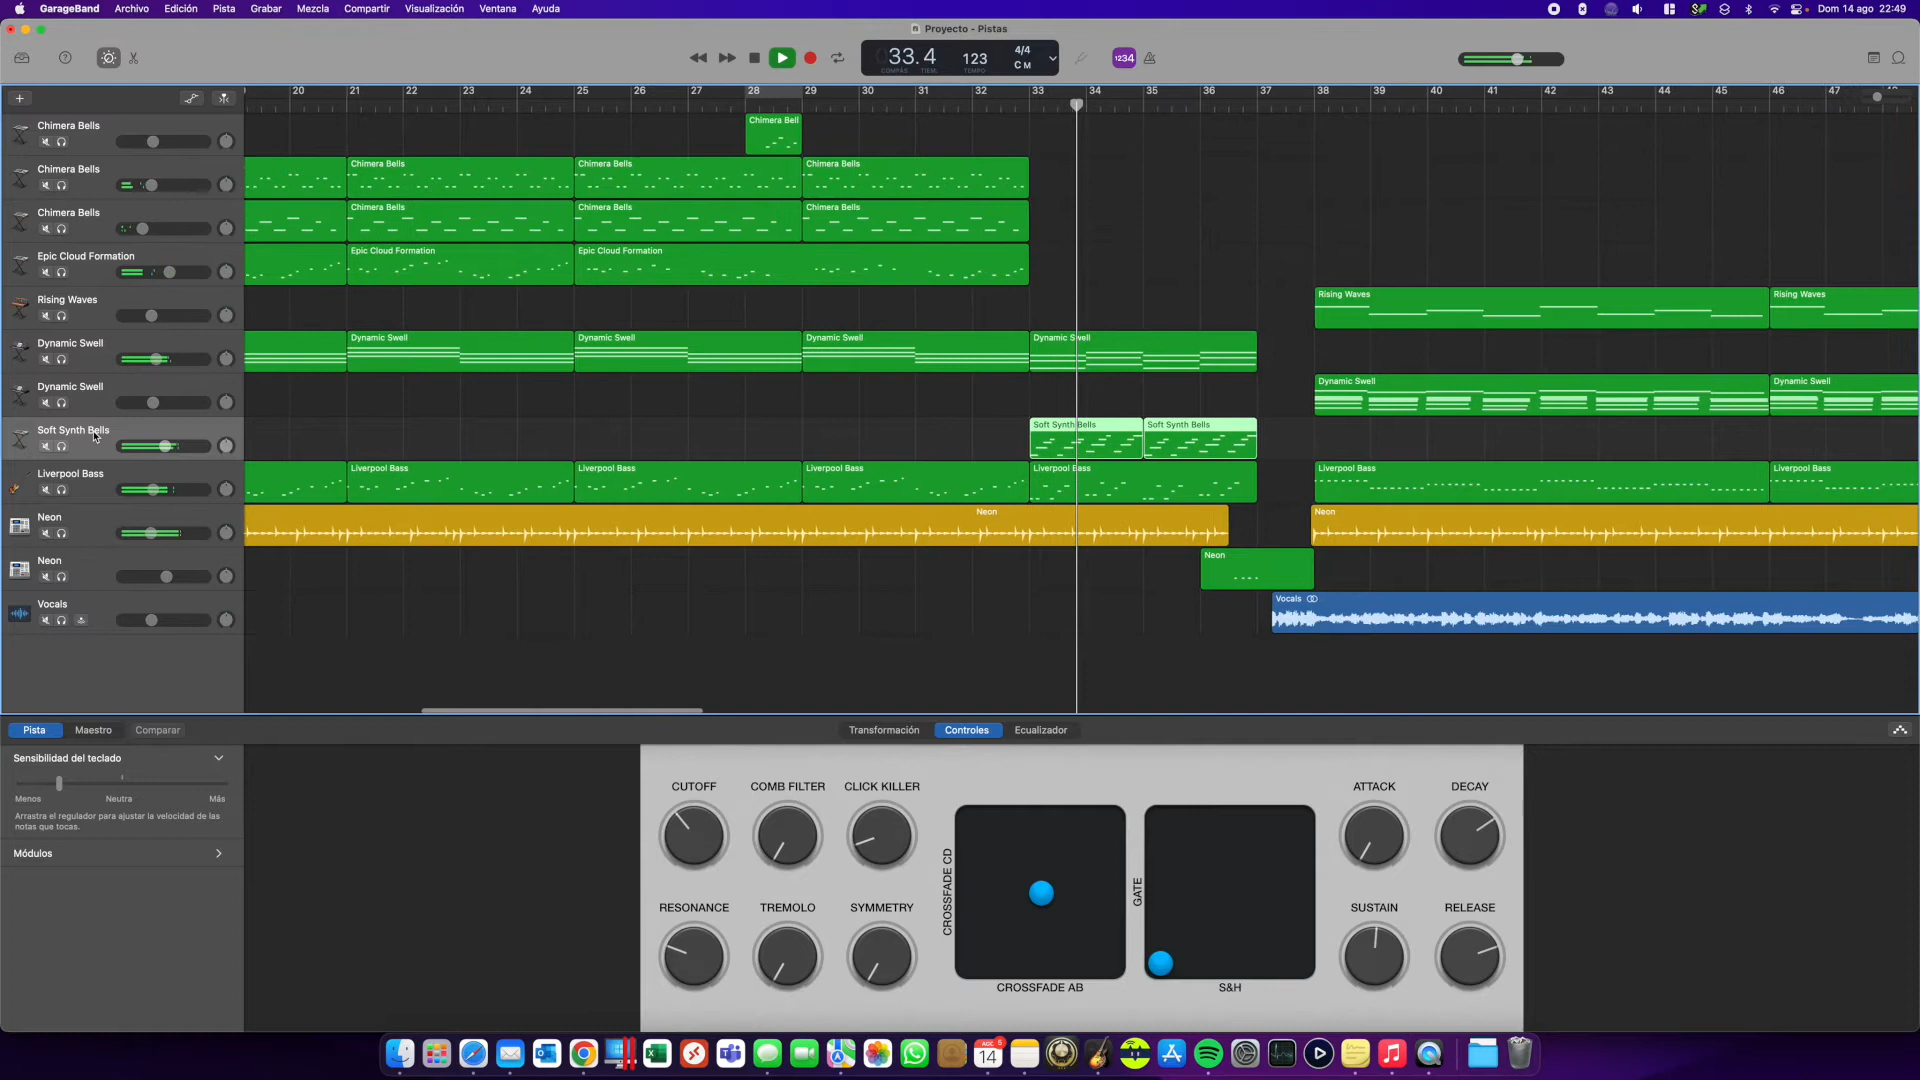 GarageBand Archivo Edición Pista Grabar Mezcla Compartir Visualización Ventana Ayuda
Dom 14 ago 22:49
Proyecto - Pistas
033.4
COMPÁS TIEM.
123
TEMPO
4/4
C M
1234
20 21 22 23 24 25 26 27 28 29 30 31 32 33 34 35 36 37 38 39 40 41 42 43 44 45 46 47
Chimera Bells
Chimera Bell
Chimera Bells
Chimera Bells Chimera Bells Chimera Bells
Chimera Bells
Chimera Bells Chimera Bells Chimera Bells
Epic Cloud Formation
Epic Cloud Formation Epic Cloud Formation
Rising Waves
Rising Waves Rising Waves
Dynamic Swell
Dynamic Swell Dynamic Swell Dynamic Swell Dynamic Swell
Dynamic Swell
Dynamic Swell Dynamic Swell
Soft Synth Bells
Soft Synth Bells Soft Synth Bells
Liverpool Bass
Liverpool Bass Liverpool Bass Liverpool Bass Liverpool Bass Liverpool Bass Liverpool Bass
Neon
Neon Neon
Neon
Neon
Vocals
Vocals
Pista Maestro Comparar
Transformación Controles Ecualizador
Sensibilidad del teclado
Menos Neutra Más
Arrastra el regulador para ajustar la velocidad de las
notas que tocas.
Módulos
CUTOFF COMB FILTER CLICK KILLER
RESONANCE TREMOLO SYMMETRY
CROSSFADE CD
CROSSFADE AB
GATE
S&H
ATTACK DECAY
SUSTAIN RELEASE
AGO 5
14